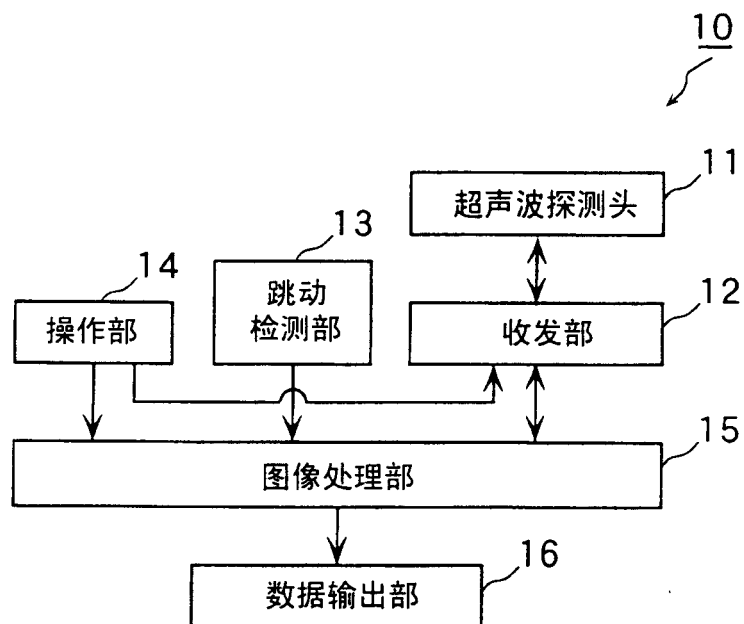 10
11
超声波探测头
13
14
跳动
检测部
12
操作部
收发部
15
图像处理部
16
数据输出部